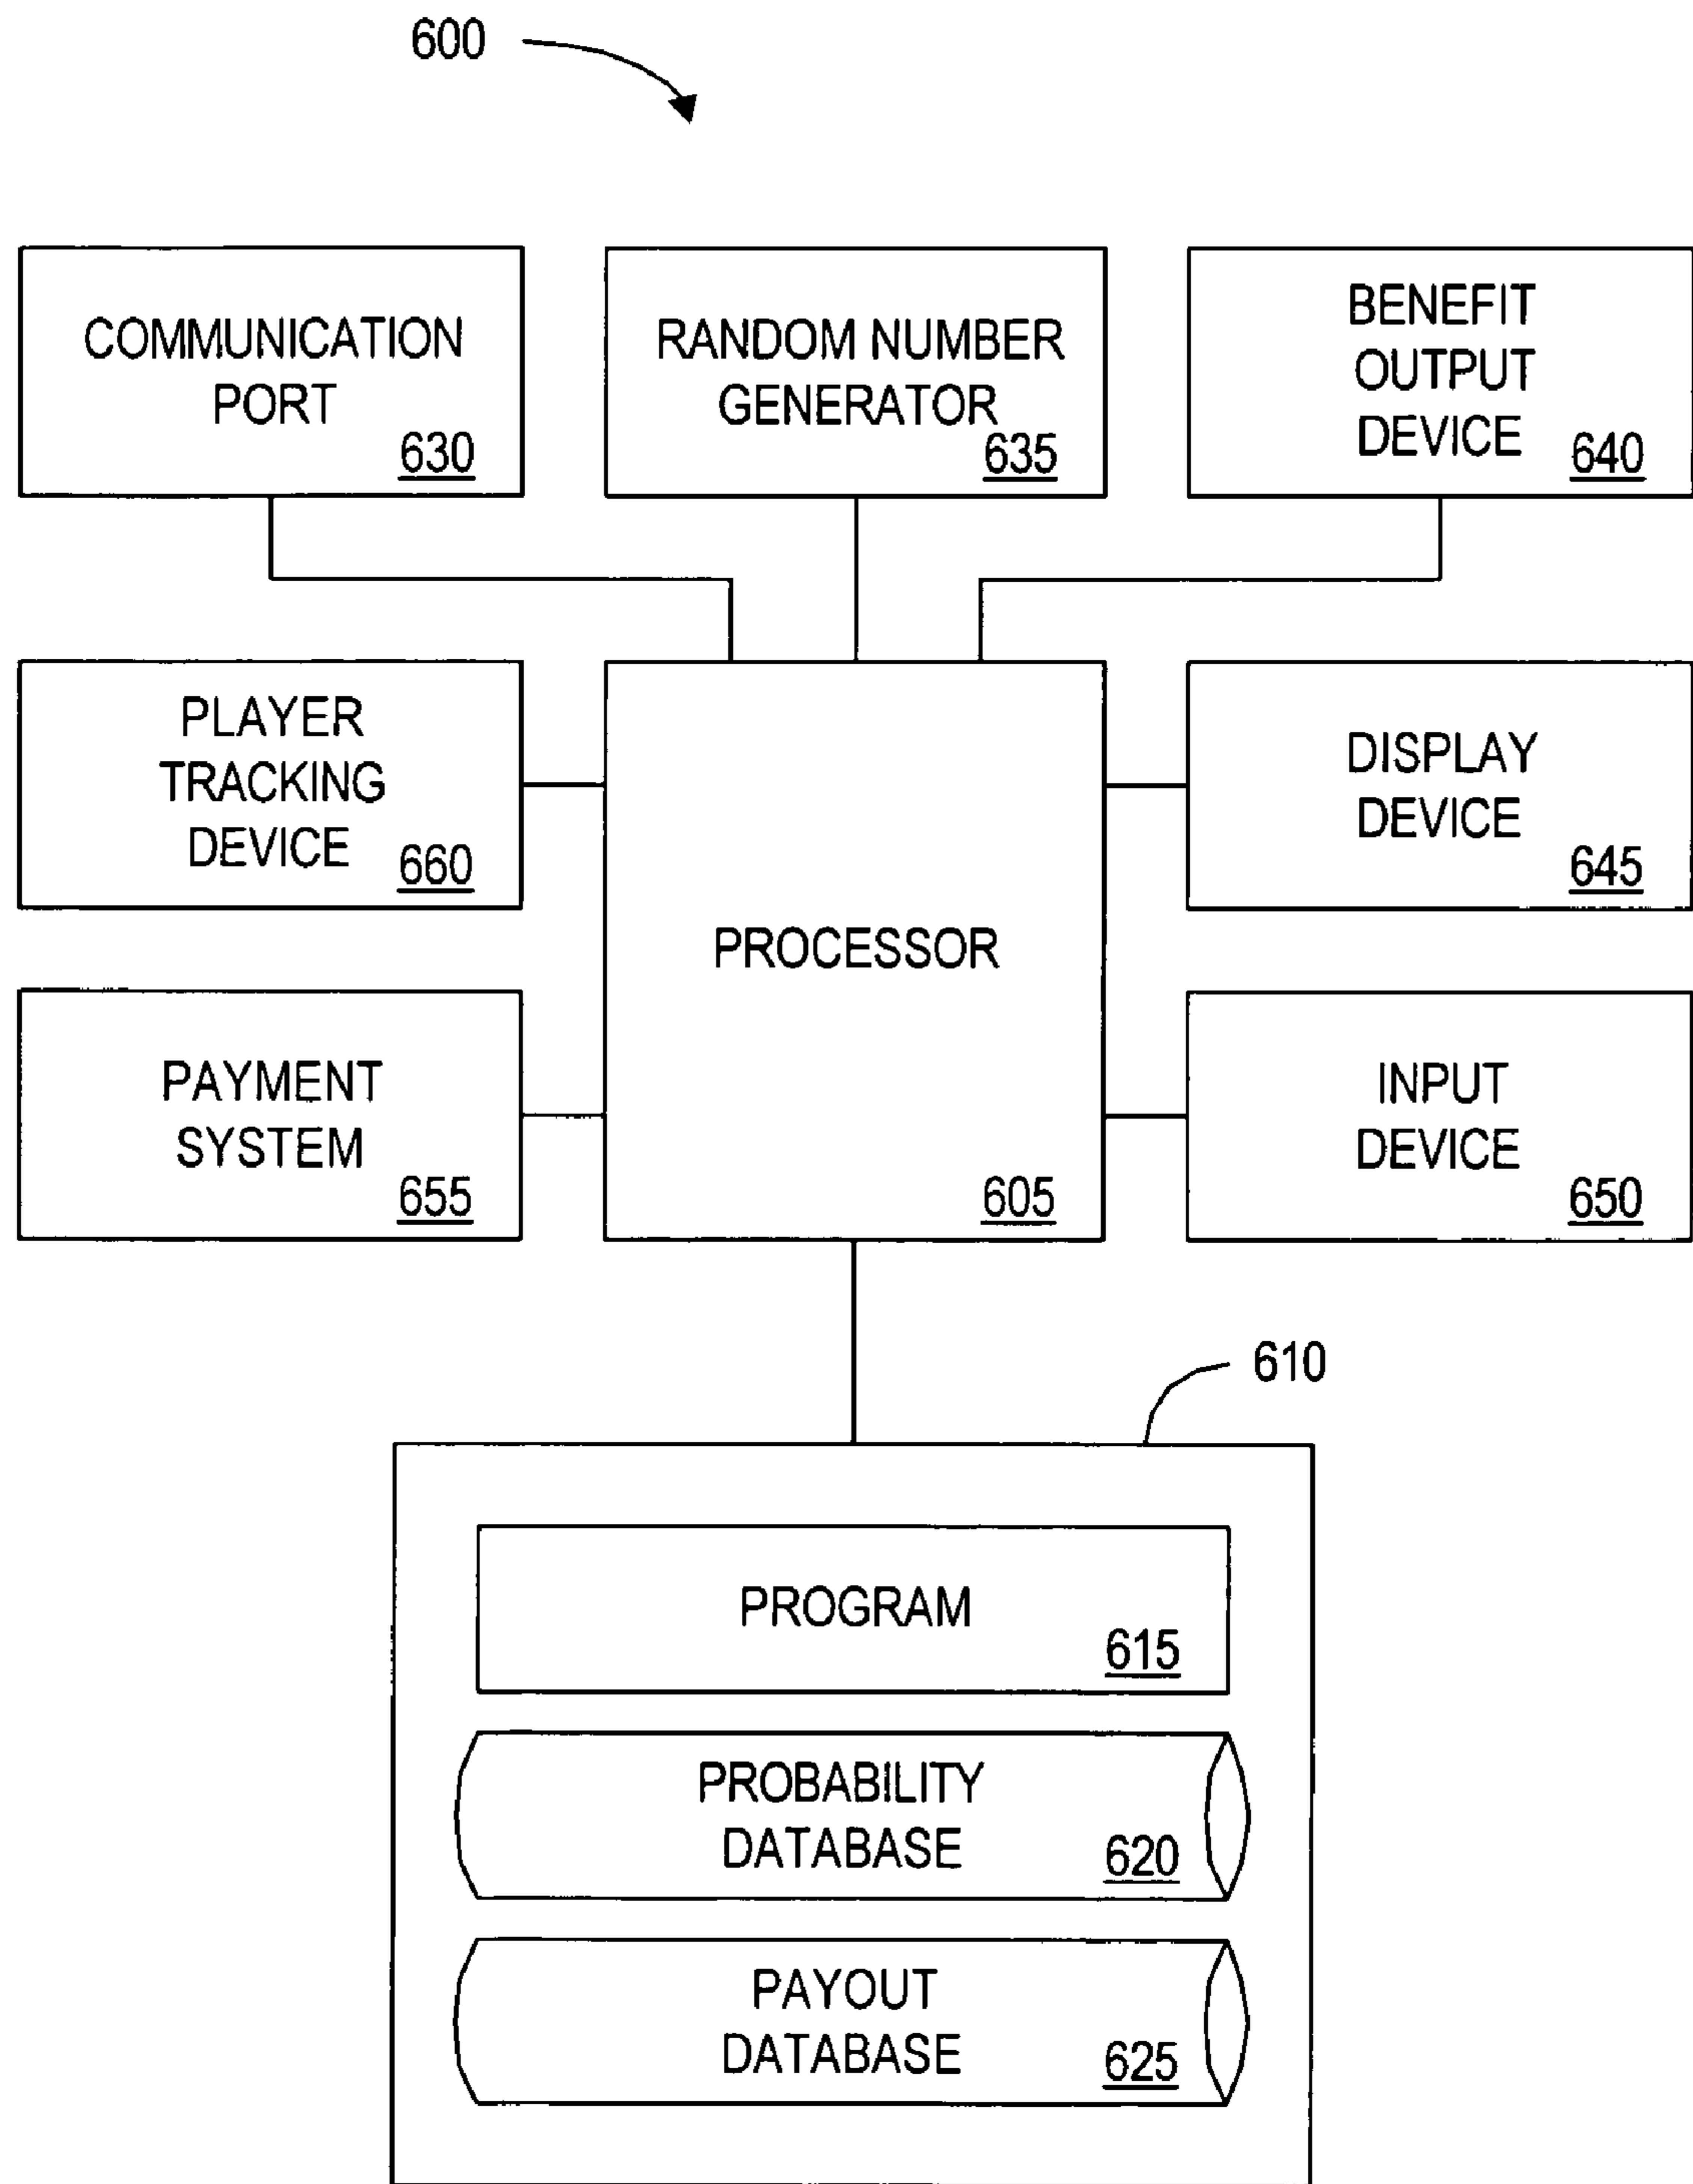 600
COMMUNICATION
PORT
630
RANDOM NUMBER
GENERATOR
635
BENEFIT
OUTPUT
DEVICE
640
PLAYER
TRACKING
DEVICE
660
PROCESSOR
605
DISPLAY
DEVICE
645
PAYMENT
SYSTEM
655
INPUT
DEVICE
650
610
PROGRAM
615
PROBABILITY
DATABASE
620
PAYOUT
DATABASE
625